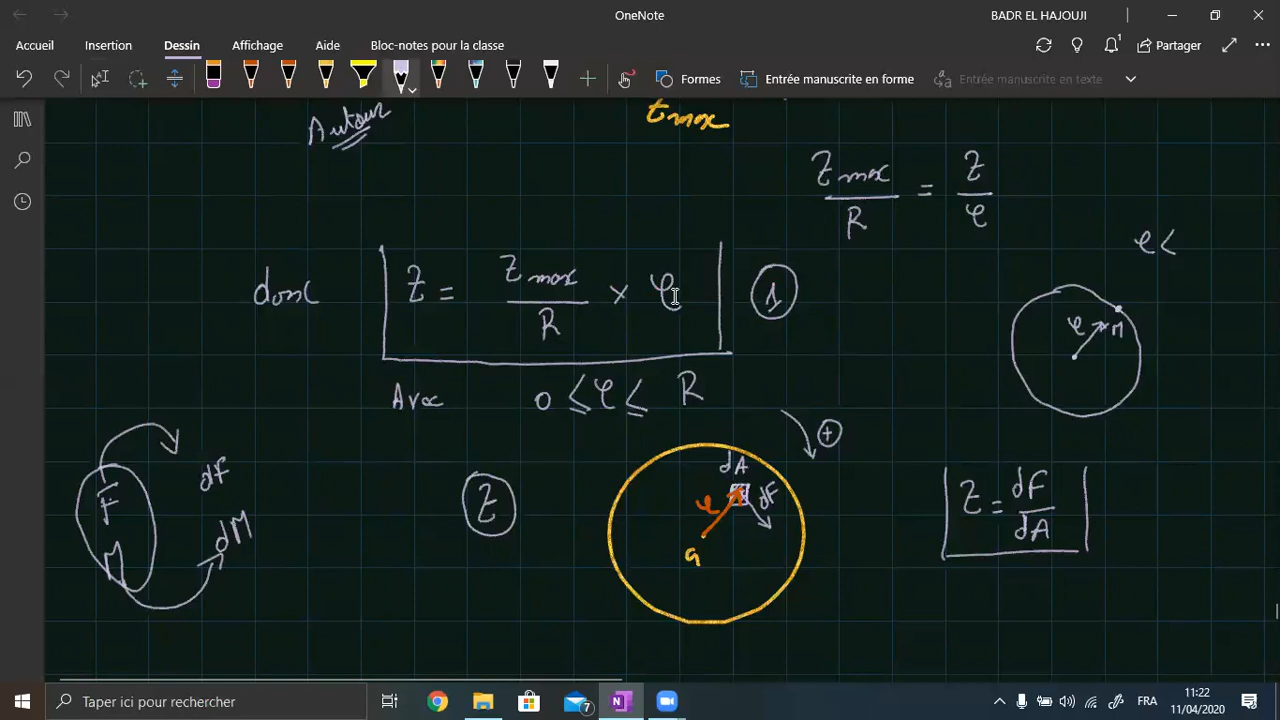 OneNote
BADR EL HAJOUJI
Accueil Insertion Dessin Affichage Aide Bloc-notes pour la classe
Partager
Formes Entrée manuscrite en forme Entrée manuscrite en texte
Autour
τmax
τmax / R = τ / ρ
ρ <
donc τ = τmax / R × ρ ①
ρ M
Avec 0 ≤ ρ ≤ R
+
F dF
M dM
τ
dA
ρ dF
G
τ = dF / dA
Taper ici pour rechercher
7
N
FRA
11:22
11/04/2020